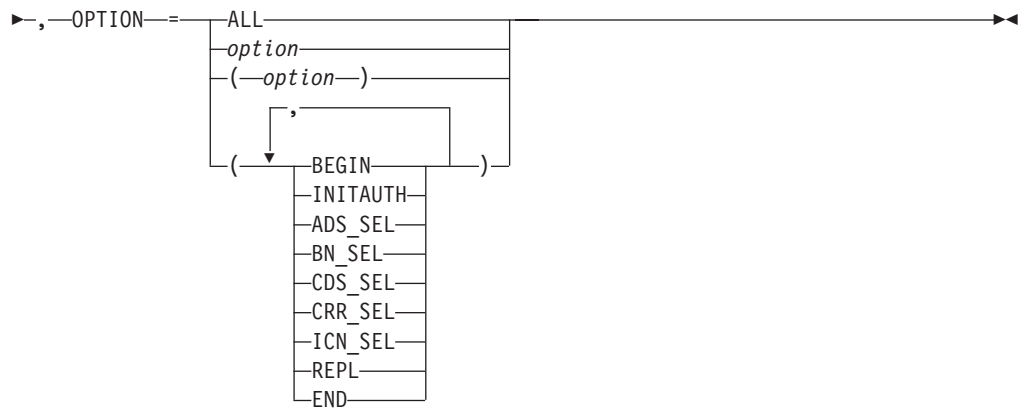 , OPTION = ALL
option
( option )
,
( BEGIN )
INITAUTH
ADS_SEL
BN_SEL
CDS_SEL
CRR_SEL
ICN_SEL
REPL
END